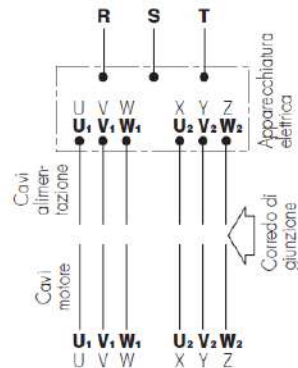 R S T
U V W X Y Z
U1 V1 W1 U2 V2 W2
Apparecchiatura
elettrica
Cavi
alimen-
tazione
Corredo di
giunzione
Cavi
motore
U1 V1 W1 U2 V2 W2
U V W X Y Z